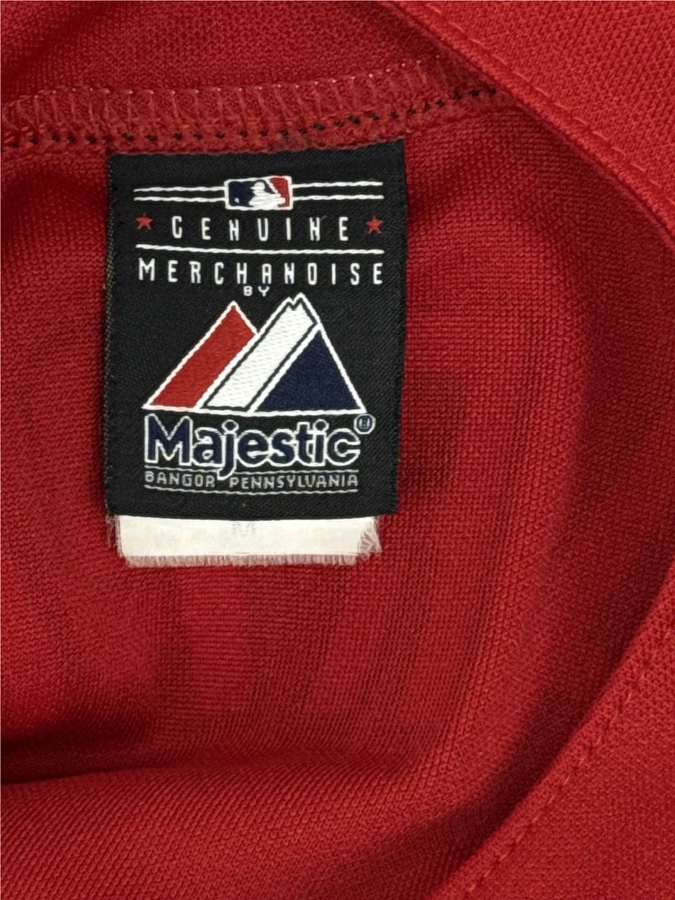 GENUINE
MERCHANDISE
BY
Majestic®
BANGOR PENNSYLVANIA
M